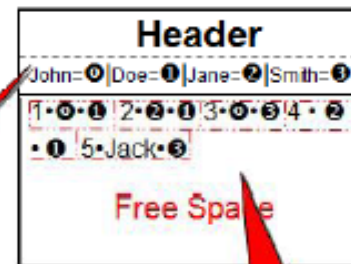 Header
John=⓿|Doe=❶|Jane=❷|Smith=❸
1•⓿•❶ 2•❷•❶ 3•⓿•❸ 4 • ❷
• ❶ 5•Jack•❸
Free Space